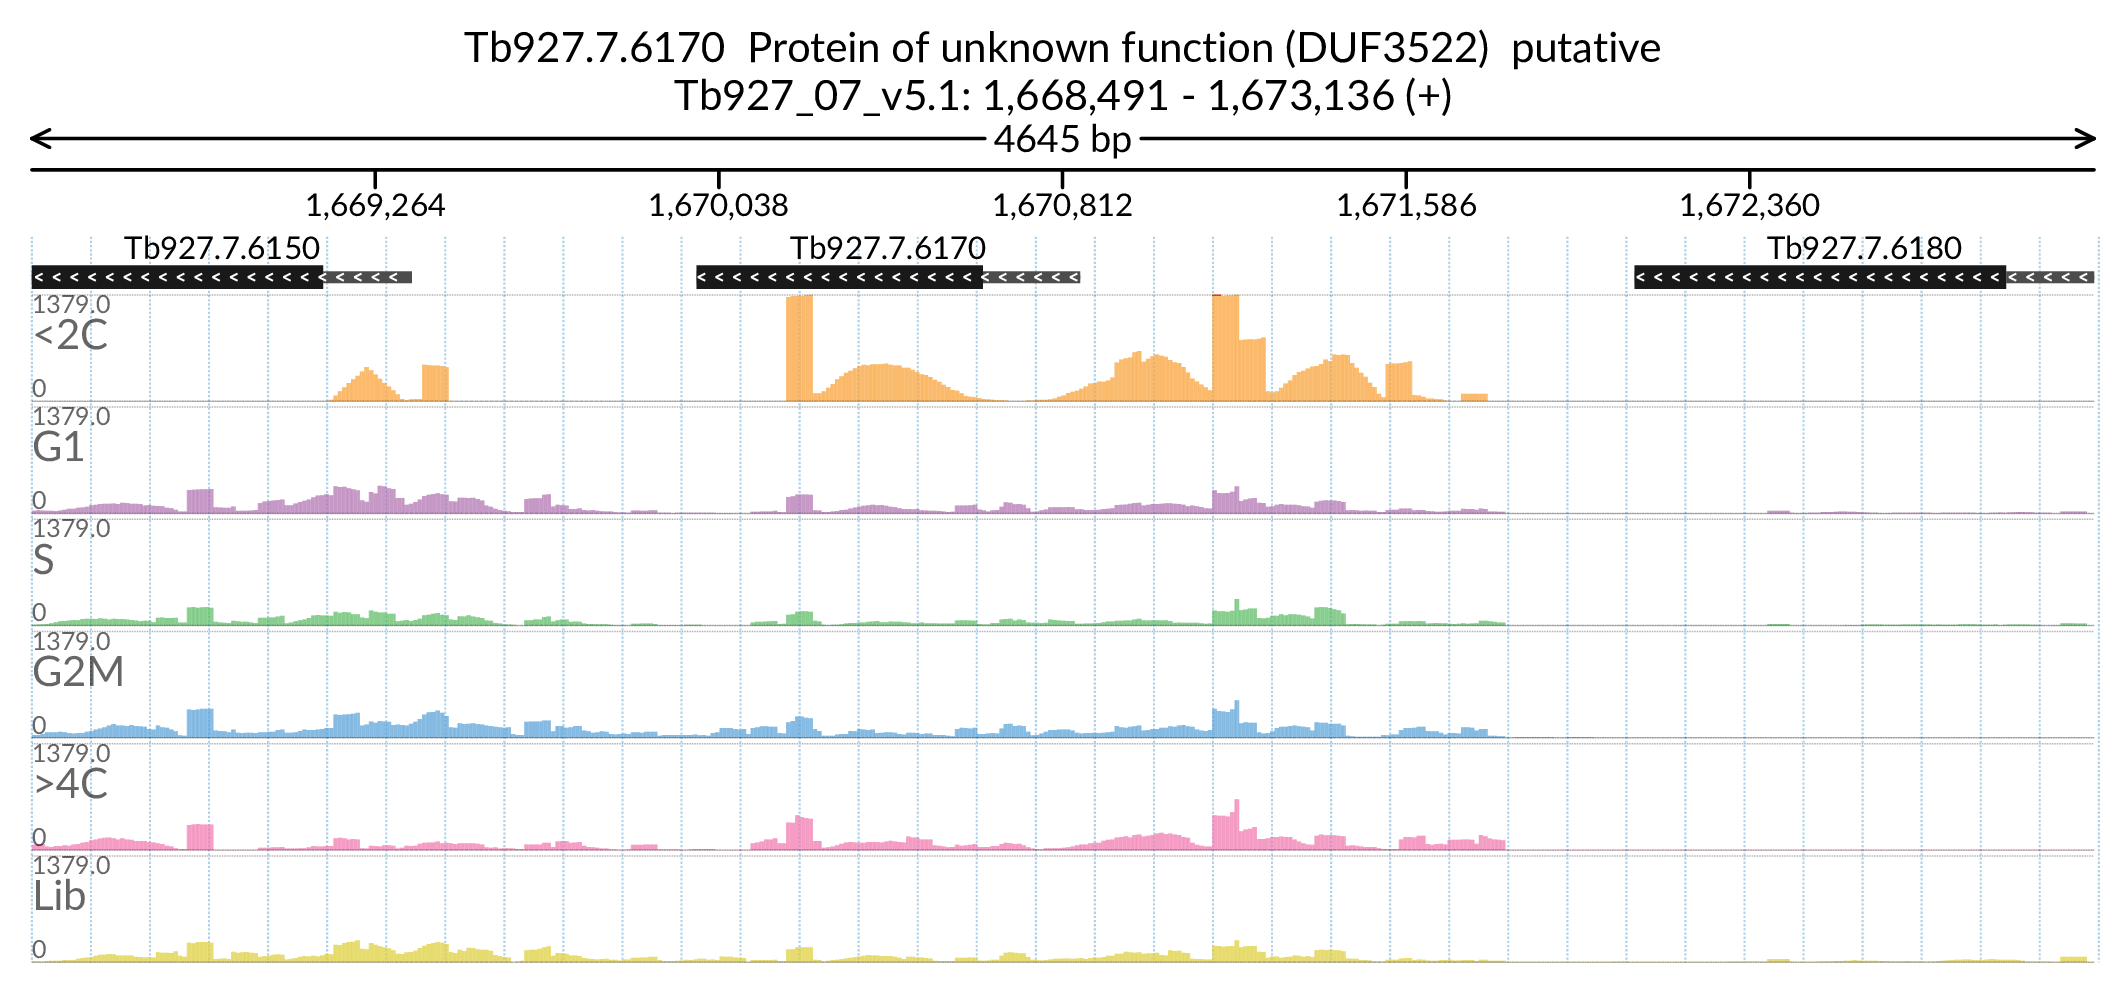 Tb927.7.6170 Protein of unknown function (DUF3522) putative
Tb927_07_v5.1: 1,668,491 - 1,673,136 (+)
4645 bp
1,669,264 1,670,038 1,670,812 1,671,586 1,672,360
Tb927.7.6150 Tb927.7.6170 Tb927.7.6180
1379.0
<2C
0
1379.0
G1
0
1379.0
S
0
1379.0
G2M
0
1379.0
>4C
0
1379.0
Lib
0